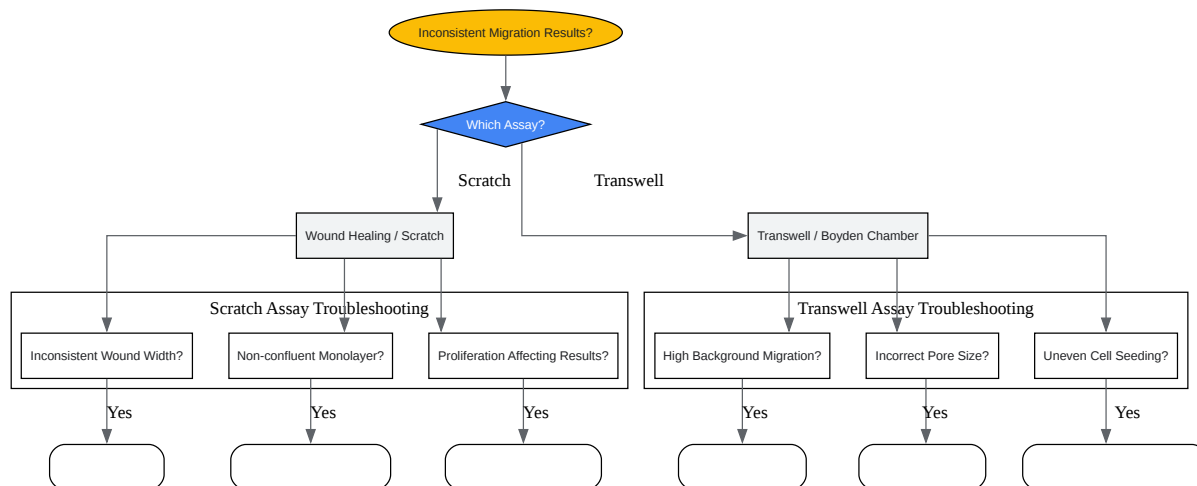 Inconsistent Migration Results?
Which Assay?
Scratch
Transwell
Wound Healing / Scratch
Transwell / Boyden Chamber
Scratch Assay Troubleshooting
Transwell Assay Troubleshooting
Inconsistent Wound Width?
Non-confluent Monolayer?
Proliferation Affecting Results?
High Background Migration?
Incorrect Pore Size?
Uneven Cell Seeding?
Yes
Yes
Yes
Yes
Yes
Yes